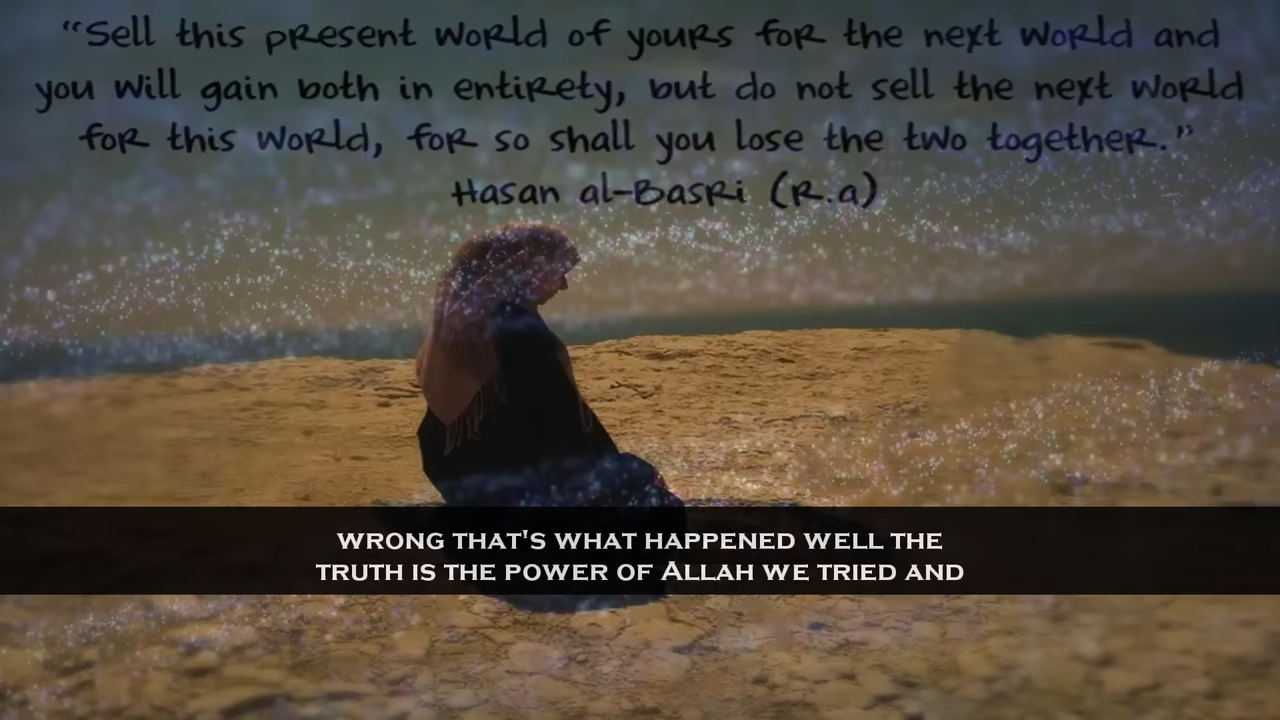 “Sell this present world of yours for the next world and
you will gain both in entirety, but do not sell the next world
for this world, for so shall you lose the two together.”
Hasan al-Basri (R.a)
WRONG THAT'S WHAT HAPPENED WELL THE
TRUTH IS THE POWER OF ALLAH WE TRIED AND